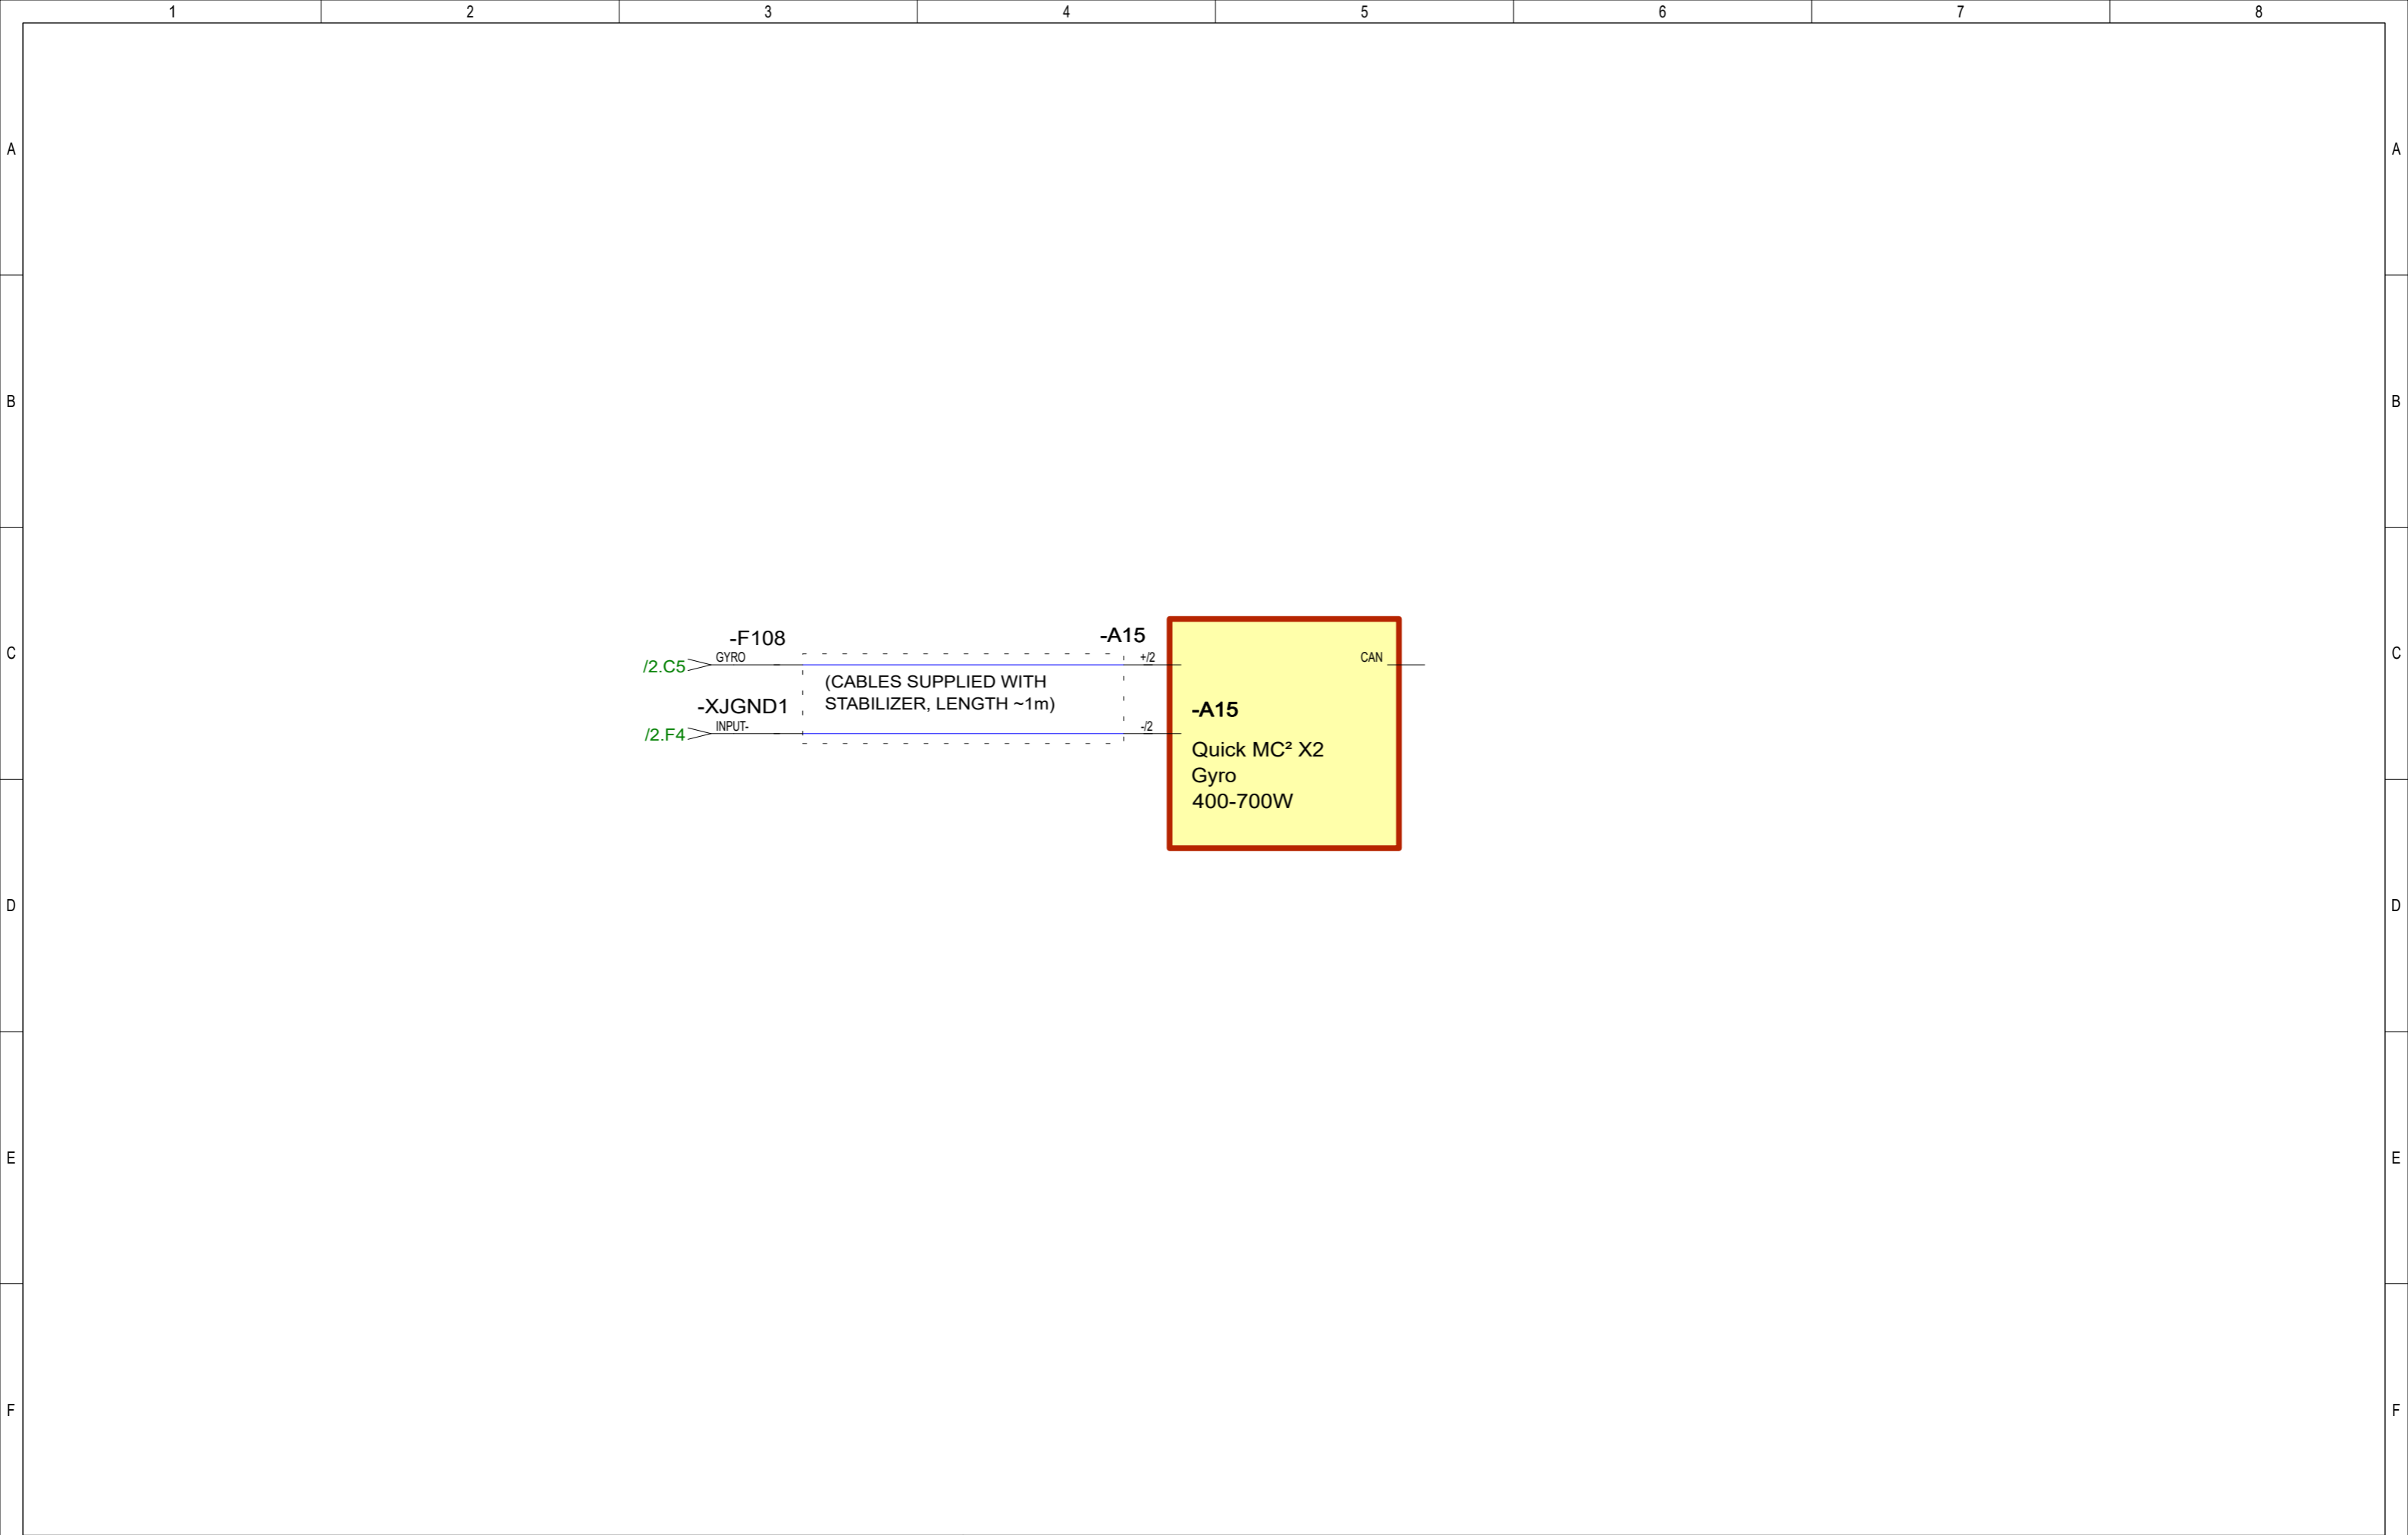 1 2 3 4 5 6 7 8
A A
B B
-F108 -A15
/2.C5 GYRO +/2 CAN
C C
(CABLES SUPPLIED WITH
STABILIZER, LENGTH ~1m)
-XJGND1
/2.F4 INPUT- -/2
-A15
Quick MC² X2
Gyro
400-700W
D D
E E
F F